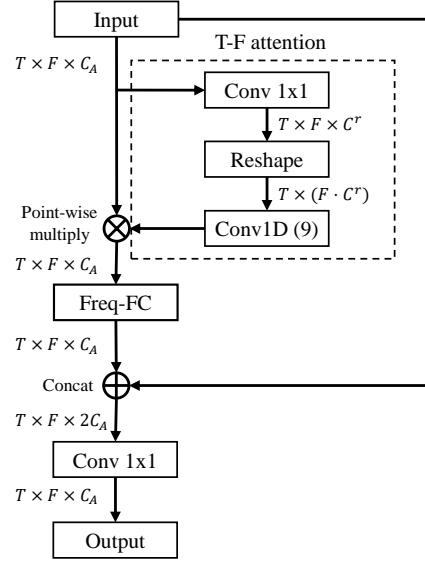 Input
T × F × C_A
T-F attention
Conv 1x1
T × F × C^r
Reshape
T × (F · C^r)
Conv1D (9)
Point-wise
multiply
T × F × C_A
Freq-FC
T × F × C_A
Concat
T × F × 2C_A
Conv 1x1
T × F × C_A
Output